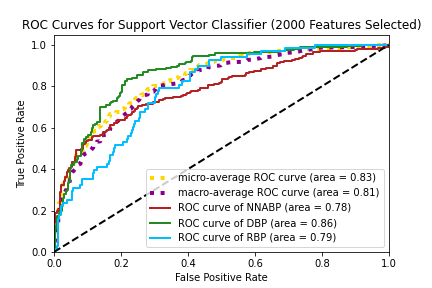 ROC Curves for Support Vector Classifier (2000 Features Selected)
1.0
0.8
0.6
0.4
0.2
0.0
True Positive Rate
micro-average ROC curve (area = 0.83)
macro-average ROC curve (area = 0.81)
ROC curve of NNABP (area = 0.78)
ROC curve of DBP (area = 0.86)
ROC curve of RBP (area = 0.79)
0.0 0.2 0.4 0.6 0.8 1.0
False Positive Rate